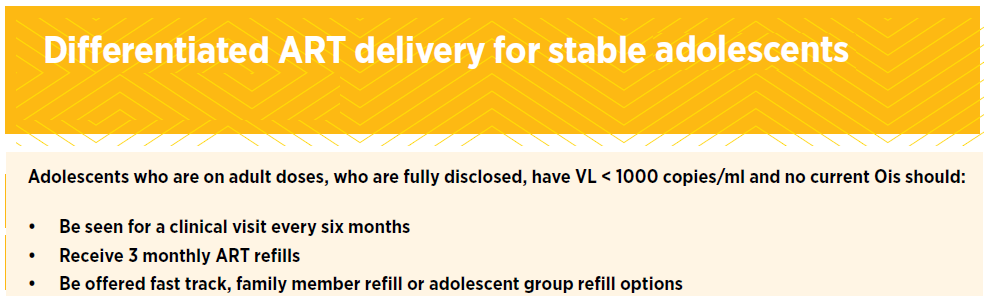 Differentiated ART delivery for stable adolescents
Adolescents who are on adult doses, who are fully disclosed, have VL < 1000 copies/ml and no current Ois should:
• Be seen for a clinical visit every six months
• Receive 3 monthly ART refills
• Be offered fast track, family member refill or adolescent group refill options